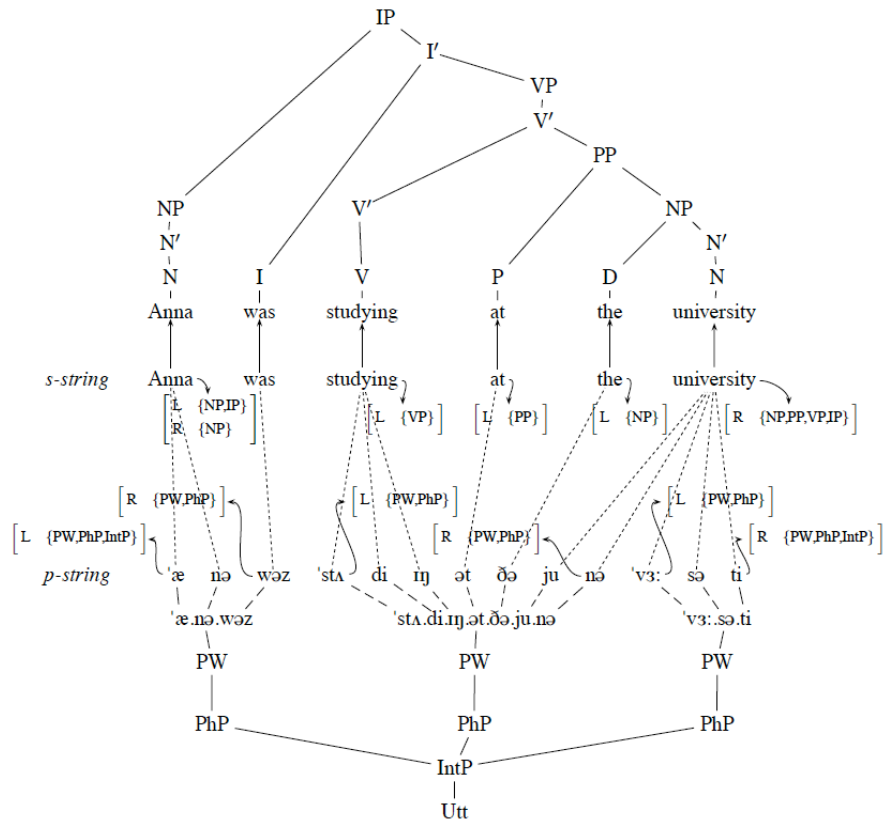 IP
I′
VP
V′
PP
NP V′ NP
N′ N′
N I V P D N
Anna was studying at the university
s-string Anna was studying at the university
[L {NP,IP} R {NP}] [L {VP}] [L {PP}] [L {NP}] [R {NP,PP,VP,IP}]
[R {PW,PhP}] [L {PW,PhP}] [L {PW,PhP}]
[L {PW,PhP,IntP}] [R {PW,PhP}] [R {PW,PhP,IntP}]
p-string ˈæ nə wəz ˈstʌ di ɪŋ ət ðə ju nə ˈvɜː sə ti
ˈæ.nə.wəz ˈstʌ.di.ɪŋ.ət.ðə.ju.nə ˈvɜː.sə.ti
PW PW PW
PhP PhP PhP
IntP
Utt